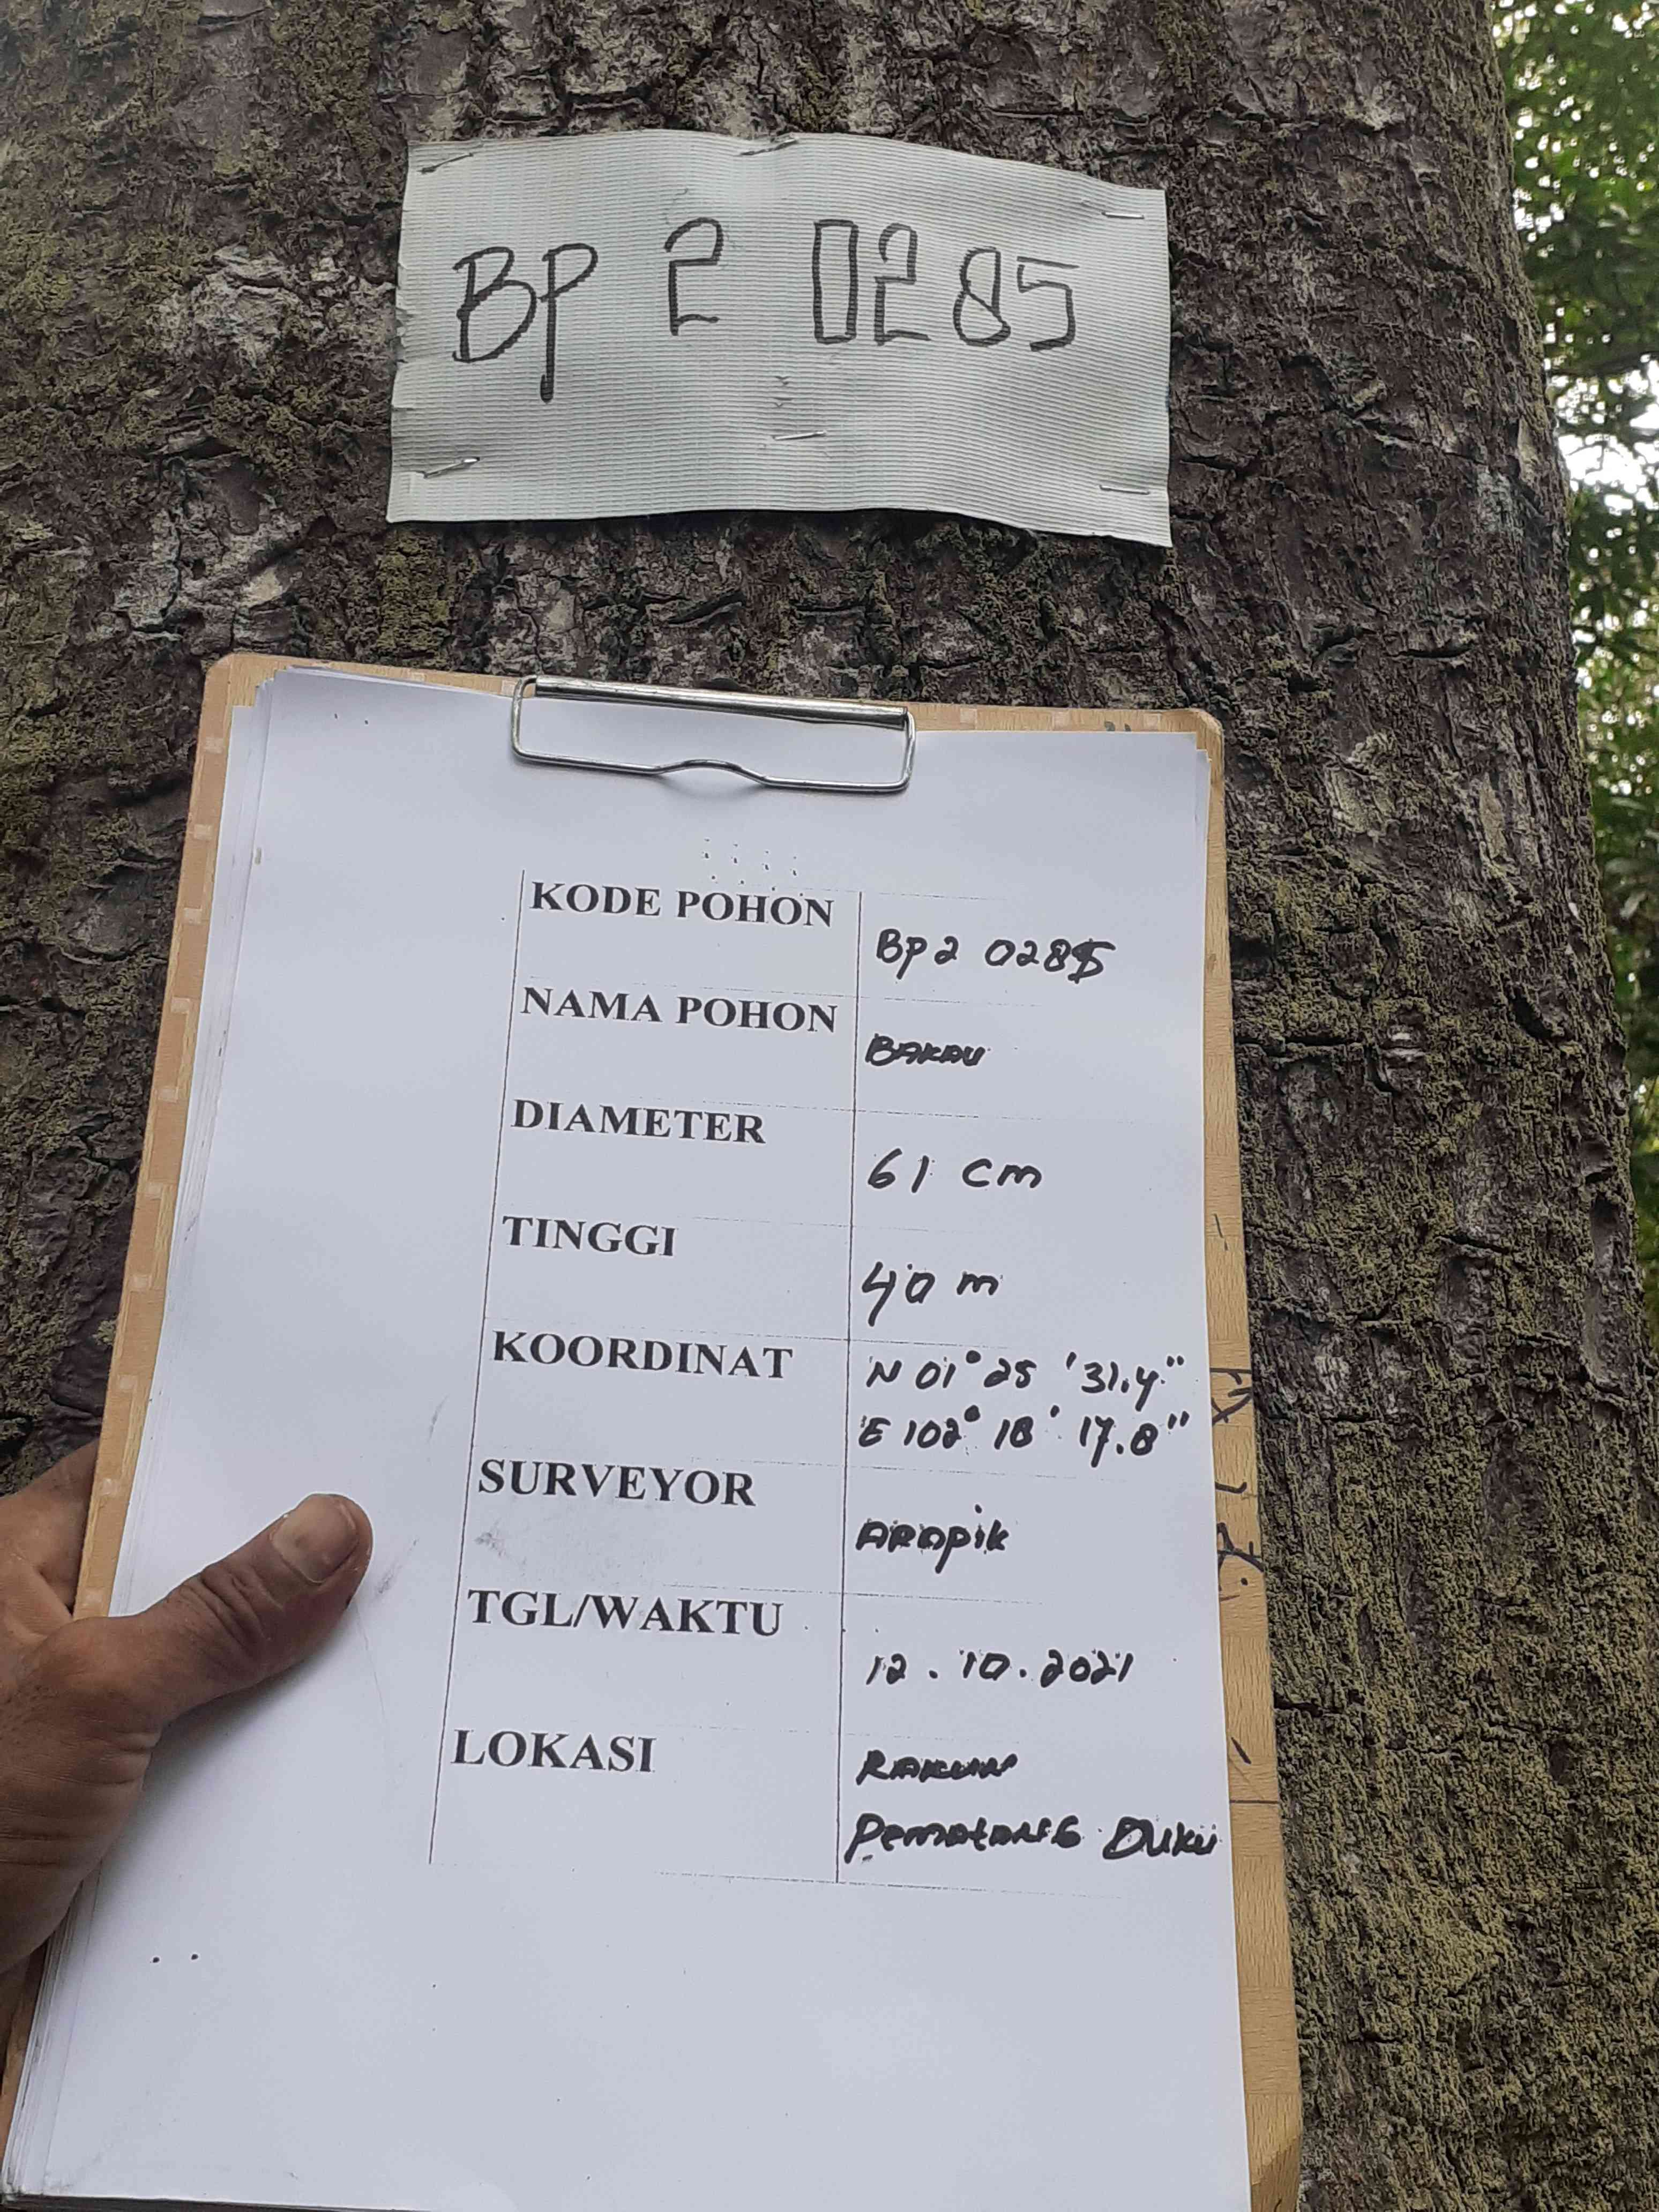 BP 2 0285
KODE POHON BP2 0285
NAMA POHON BAKAU
DIAMETER 61 cm
TINGGI 40 m
KOORDINAT N 01° 25 '31.4"
E 102° 18' 17.8"
SURVEYOR ARAPIK
TGL/WAKTU 12.10.2021
LOKASI
PematANG DUKU